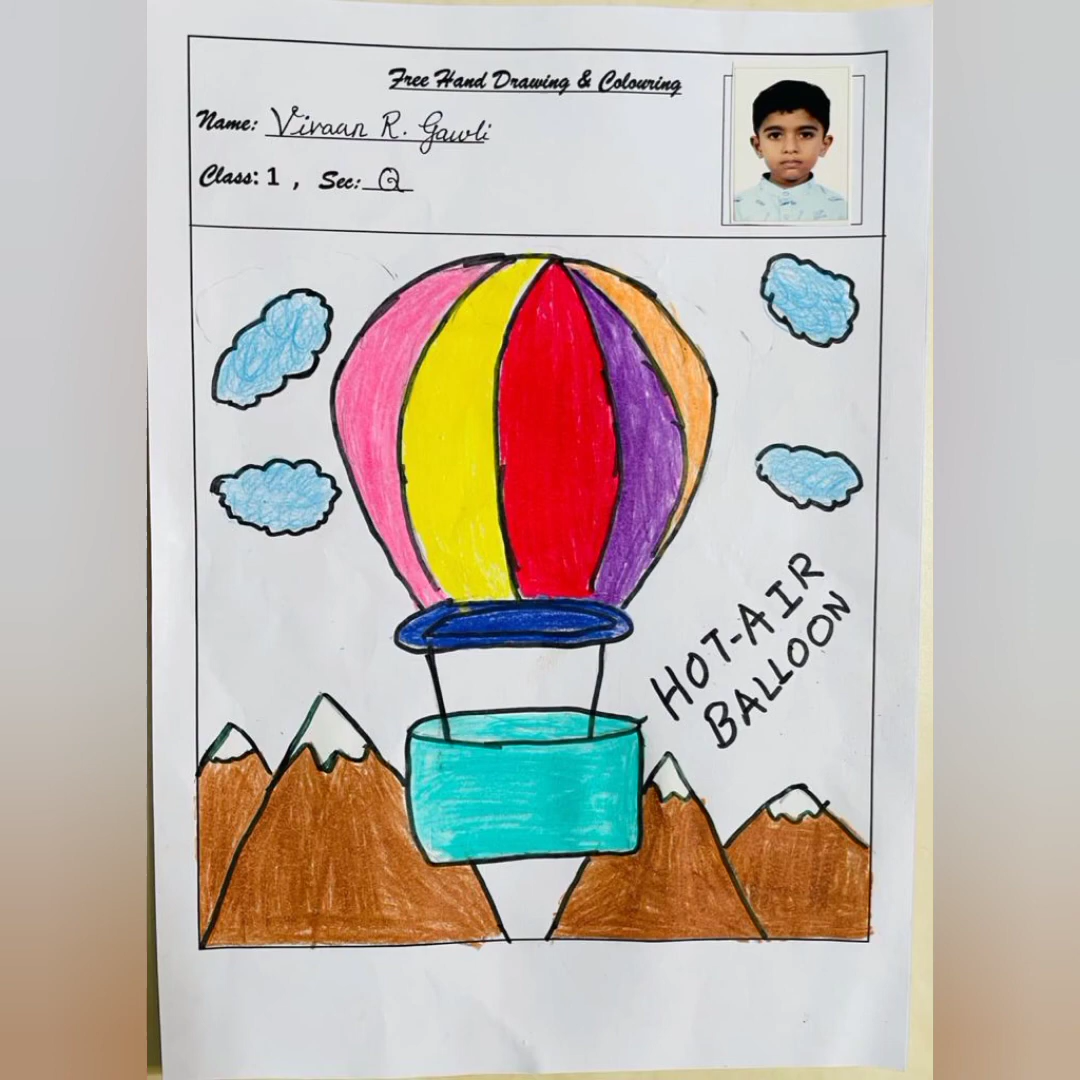 Free Hand Drawing & Colouring
Name: Vivaan R. Gawli
Class: 1 , Sec: Q
HOT-AIR
BALLOON